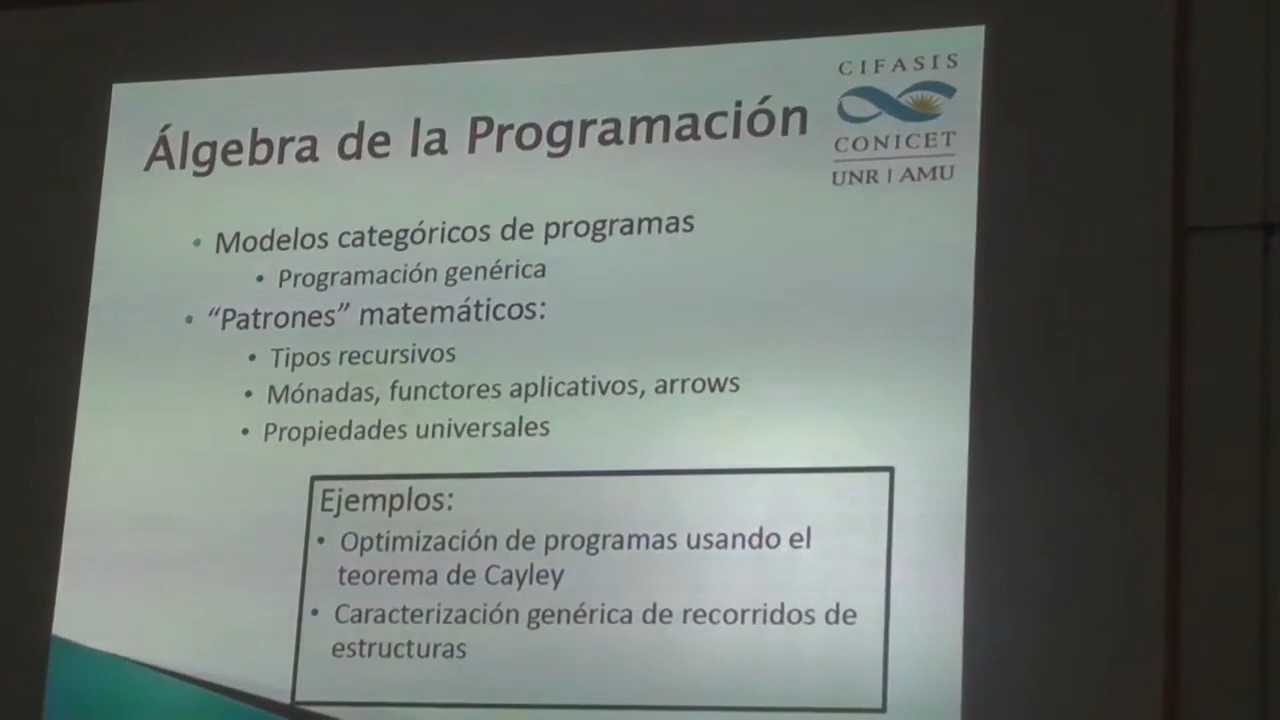 Álgebra de la Programación
CIFASIS
CONICET
UNR | AMU
• Modelos categóricos de programas
• Programación genérica
• “Patrones” matemáticos:
• Tipos recursivos
• Mónadas, functores aplicativos, arrows
• Propiedades universales
Ejemplos:
• Optimización de programas usando el
teorema de Cayley
• Caracterización genérica de recorridos de
estructuras